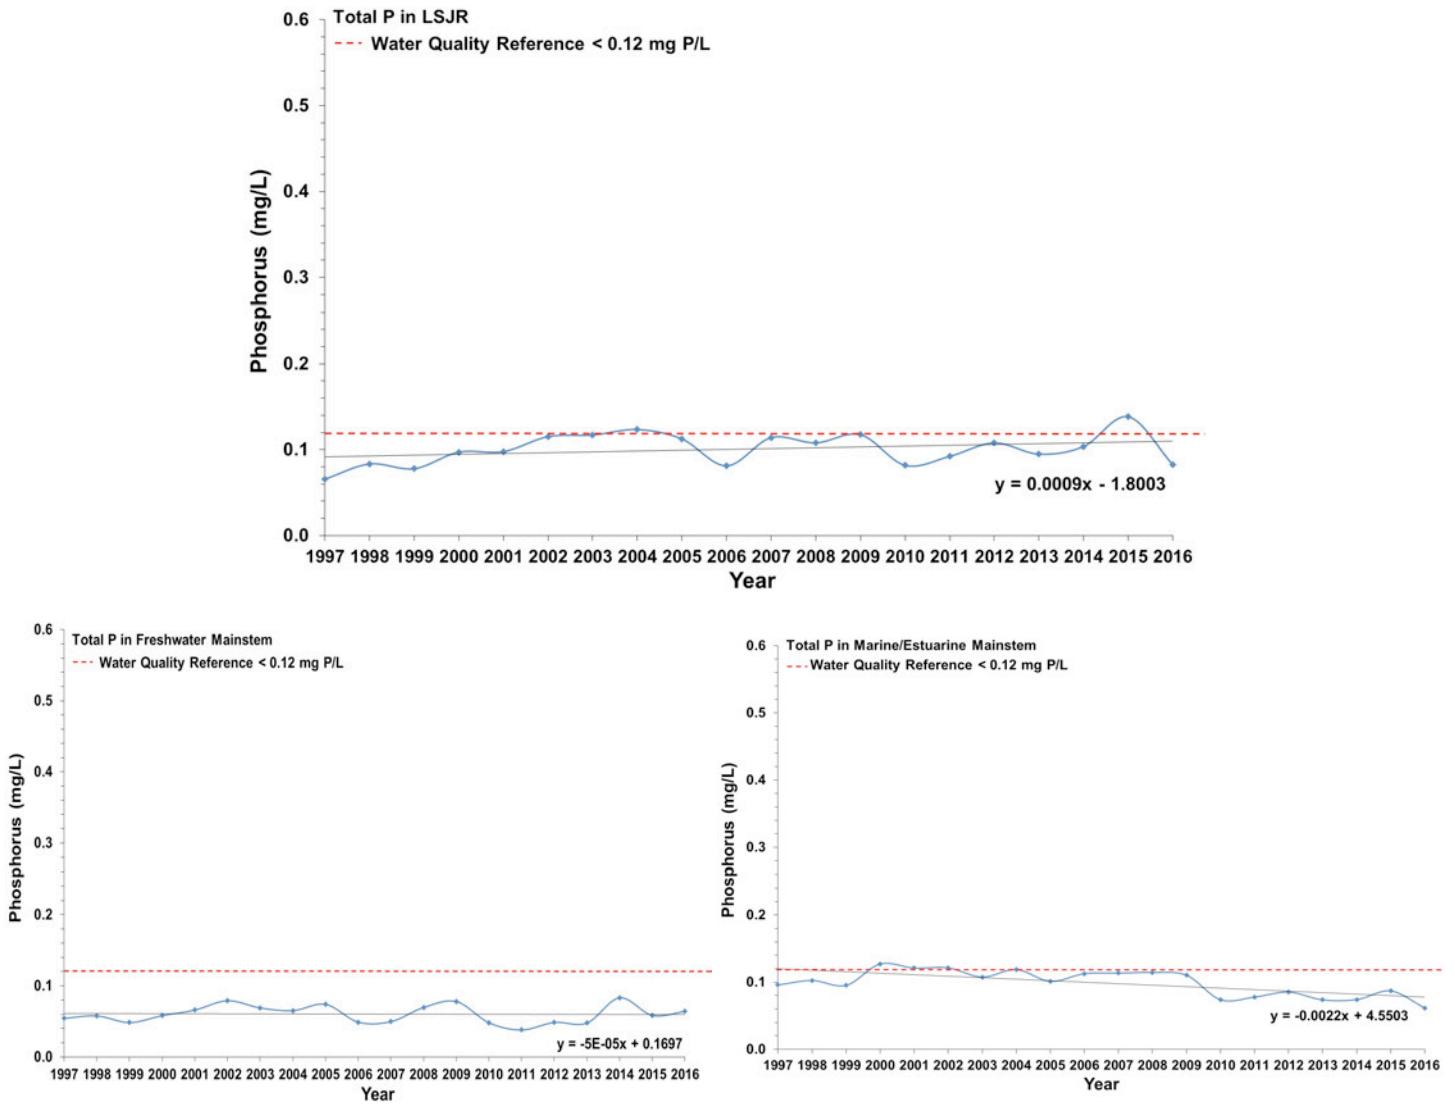 Total P in LSJR
Water Quality Reference < 0.12 mg P/L
Phosphorus (mg/L)
0.6
0.5
0.4
0.3
0.2
0.1
0.0
y = 0.0009x - 1.8003
1997 1998 1999 2000 2001 2002 2003 2004 2005 2006 2007 2008 2009 2010 2011 2012 2013 2014 2015 2016
Year
Total P in Freshwater Mainstem
Water Quality Reference < 0.12 mg P/L
Phosphorus (mg/L)
0.6
0.5
0.4
0.3
0.2
0.1
0.0
y = -5E-05x + 0.1697
1997 1998 1999 2000 2001 2002 2003 2004 2005 2006 2007 2008 2009 2010 2011 2012 2013 2014 2015 2016
Year
Total P in Marine/Estuarine Mainstem
Water Quality Reference < 0.12 mg P/L
Phosphorus (mg/L)
0.6
0.5
0.4
0.3
0.2
0.1
0.0
y = -0.0022x + 4.5503
1997 1998 1999 2000 2001 2002 2003 2004 2005 2006 2007 2008 2009 2010 2011 2012 2013 2014 2015 2016
Year